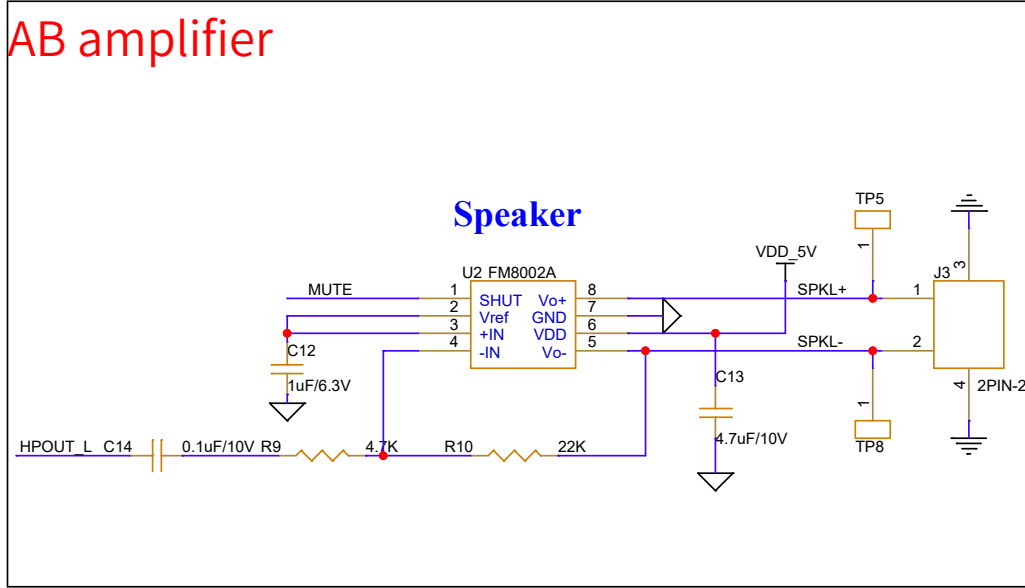 AB amplifier
Speaker
TP5
1
VDD_5V
U2 FM8002A
J3
3
MUTE
1
SHUT
Vo+
8
SPKL+
1
2
Vref
GND
7
3
+IN
VDD
6
4
-IN
Vo-
5
SPKL-
2
C12
1uF/6.3V
C13
4.7uF/10V
1
TP8
4
2PIN-2
HPOUT_L
C14
0.1uF/10V
R9
4.7K
R10
22K